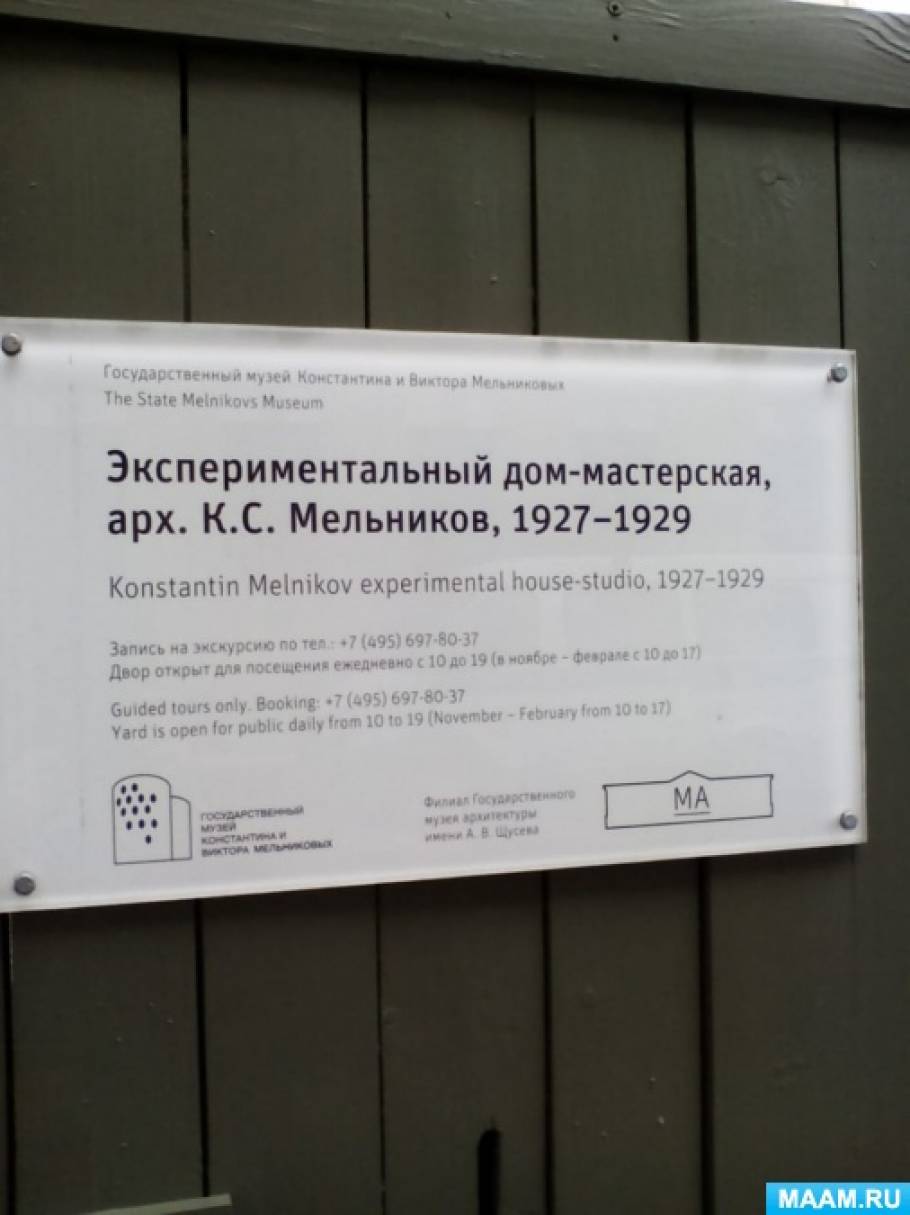 Государственный музей Константина и Виктора Мельниковых
The State Melnikovs Museum
Экспериментальный дом-мастерская,
арх. К.С. Мельников, 1927–1929
Konstantin Melnikov experimental house-studio, 1927–1929
Запись на экскурсию по тел.: +7 (495) 697-80-37
Двор открыт для посещения ежедневно с 10 до 19 (в ноябре – феврале с 10 до 17)
Guided tours only. Booking: +7 (495) 697-80-37
Yard is open for public daily from 10 to 19 (November – February from 10 to 17)
ГОСУДАРСТВЕННЫЙ
МУЗЕЙ
КОНСТАНТИНА И
ВИКТОРА МЕЛЬНИКОВЫХ
Филиал Государственного
музея архитектуры
имени А. В. Щусева
МА
MAAM.RU